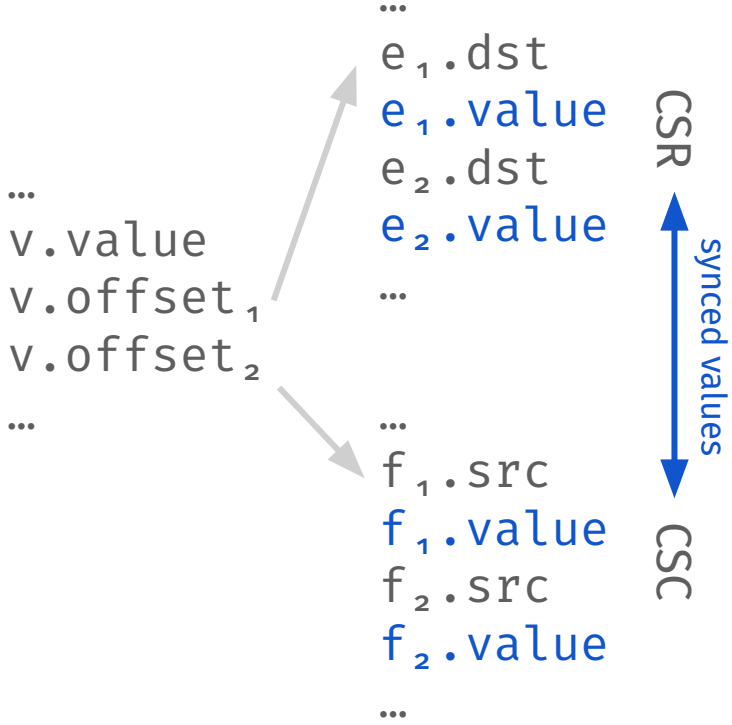 …
v.value
v.offset₁
v.offset₂
…
…
e₁.dst
e₁.value
e₂.dst
e₂.value
…
…
f₁.src
f₁.value
f₂.src
f₂.value
…
CSR
synced values
CSC